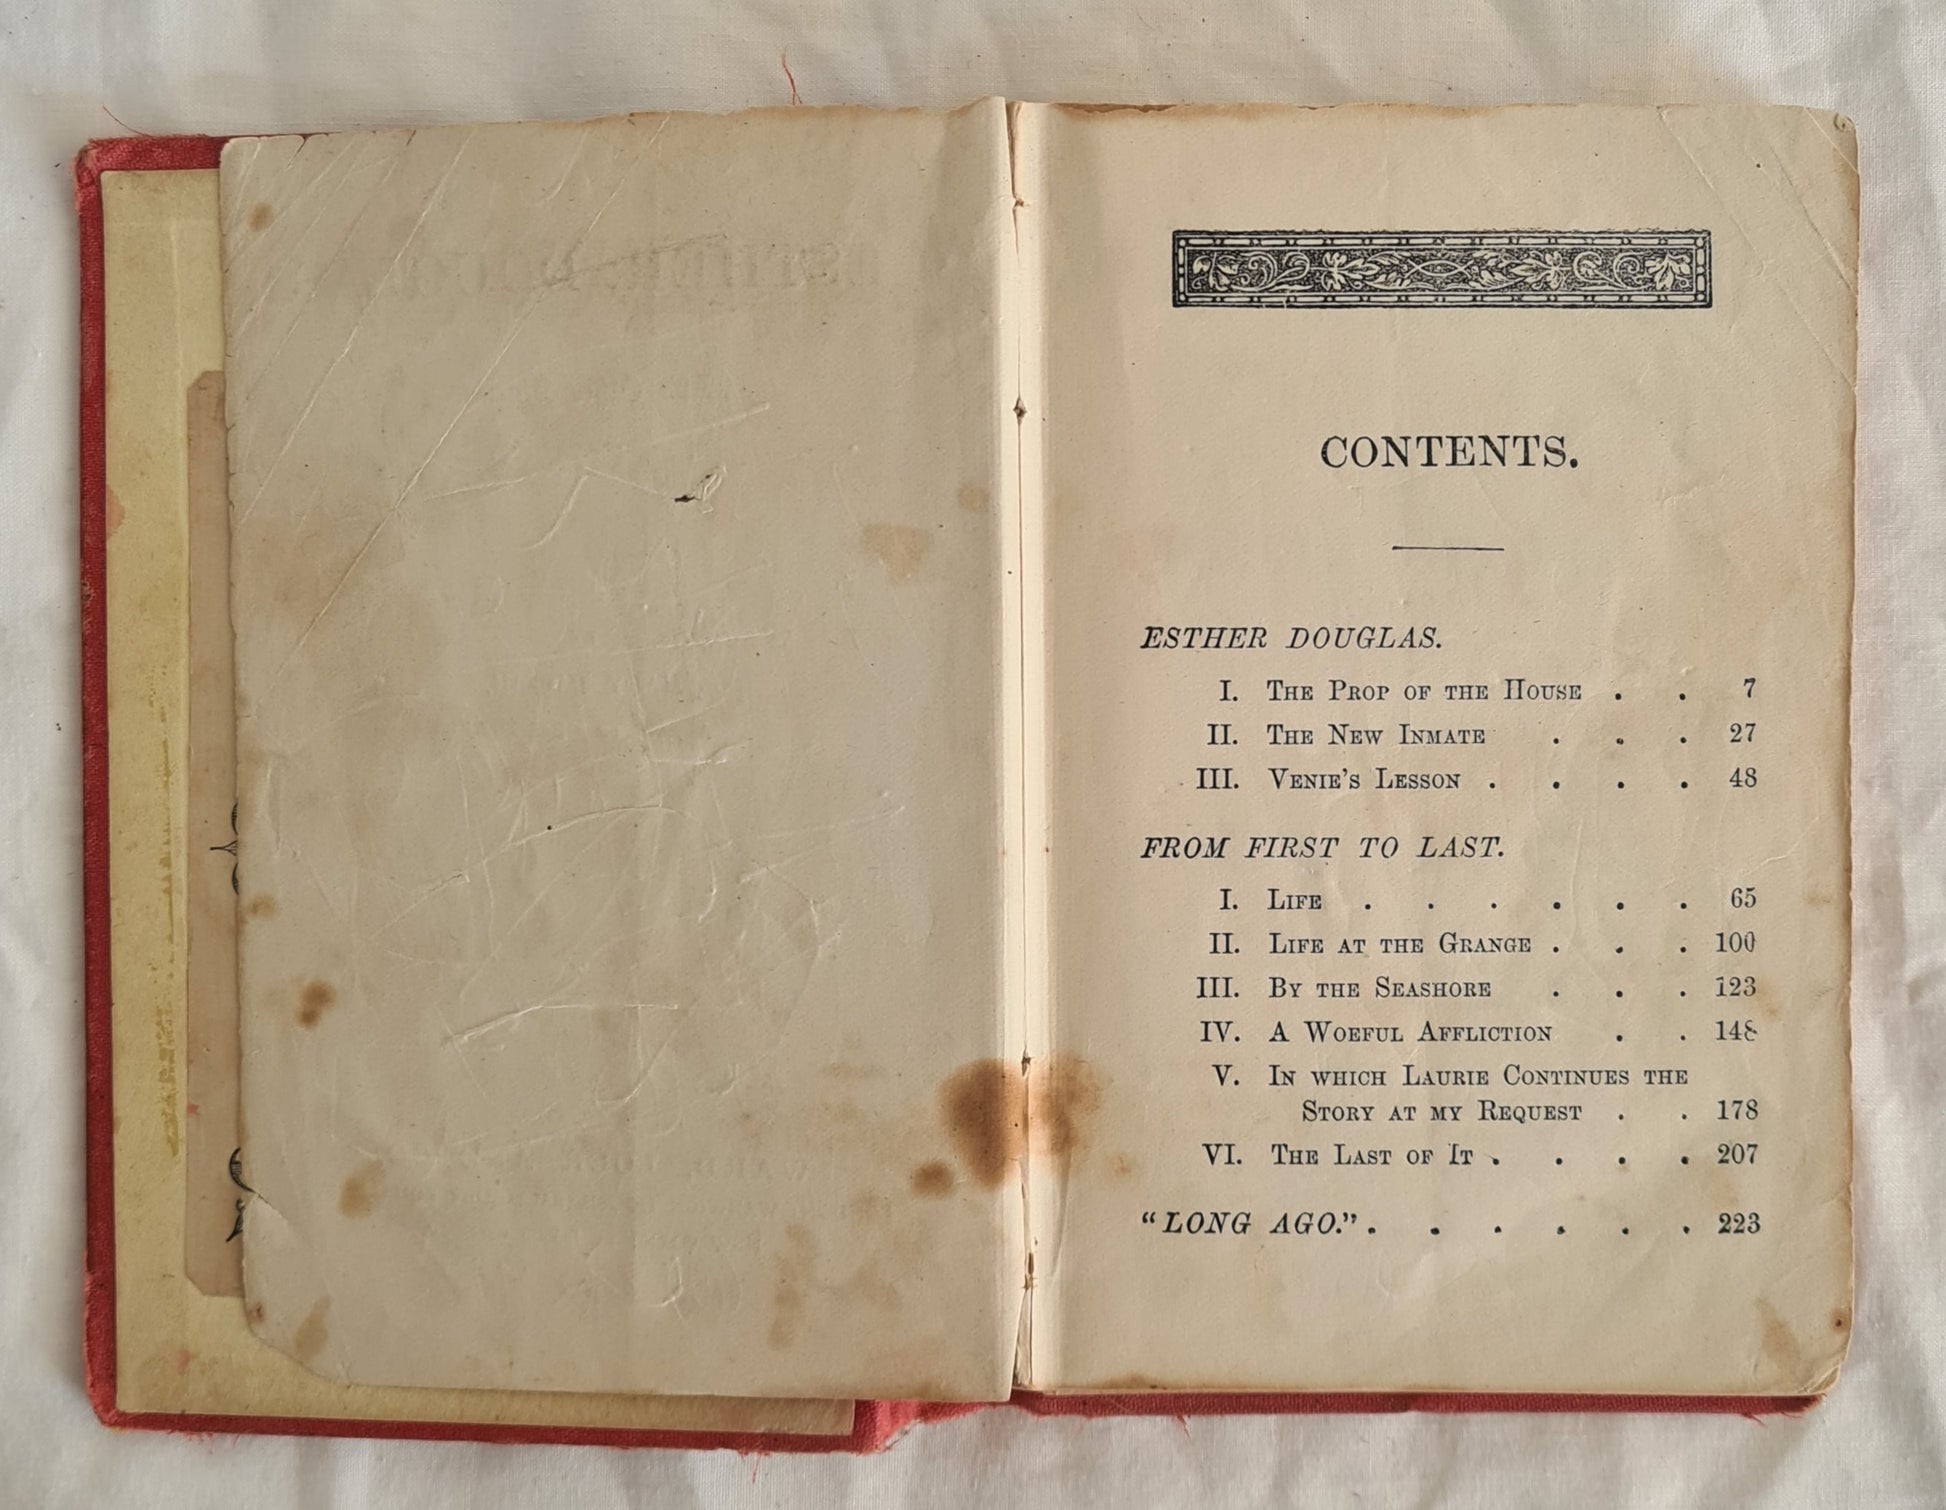 CONTENTS.
ESTHER DOUGLAS.
I. THE PROP OF THE HOUSE . . 7
II. THE NEW INMATE . . . 27
III. VENIE'S LESSON . . . . 48
FROM FIRST TO LAST.
I. LIFE . . . . . . 65
II. LIFE AT THE GRANGE . . . 100
III. BY THE SEASHORE . . . 123
IV. A WOEFUL AFFLICTION . . 148
V. IN WHICH LAURIE CONTINUES THE
STORY AT MY REQUEST . . 178
VI. THE LAST OF IT . . . . 207
"LONG AGO." . . . . . . 223